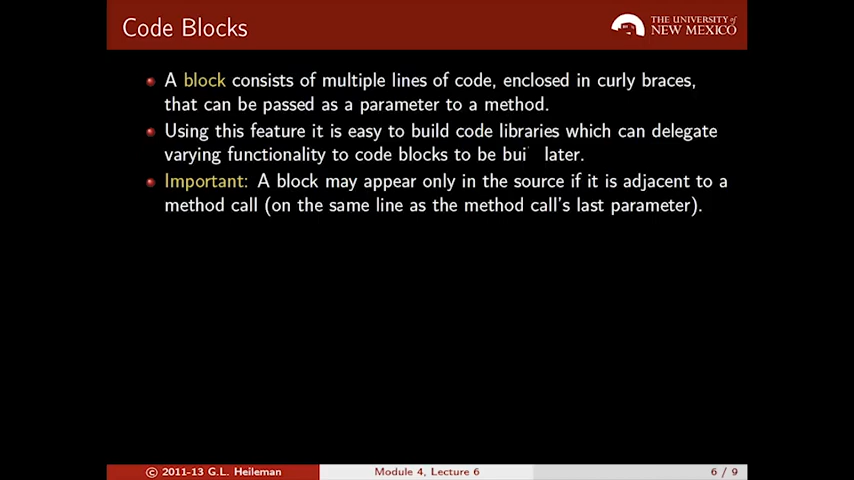 Code Blocks
THE UNIVERSITY of
NEW MEXICO
A block consists of multiple lines of code, enclosed in curly braces,
that can be passed as a parameter to a method.
Using this feature it is easy to build code libraries which can delegate
varying functionality to code blocks to be later.
Important: A block may appear only in the source if it is adjacent to a
method call (on the same line as the method call's last parameter).
© 2011-13 G.L. Heileman
Module 4, Lecture 6
6 / 9